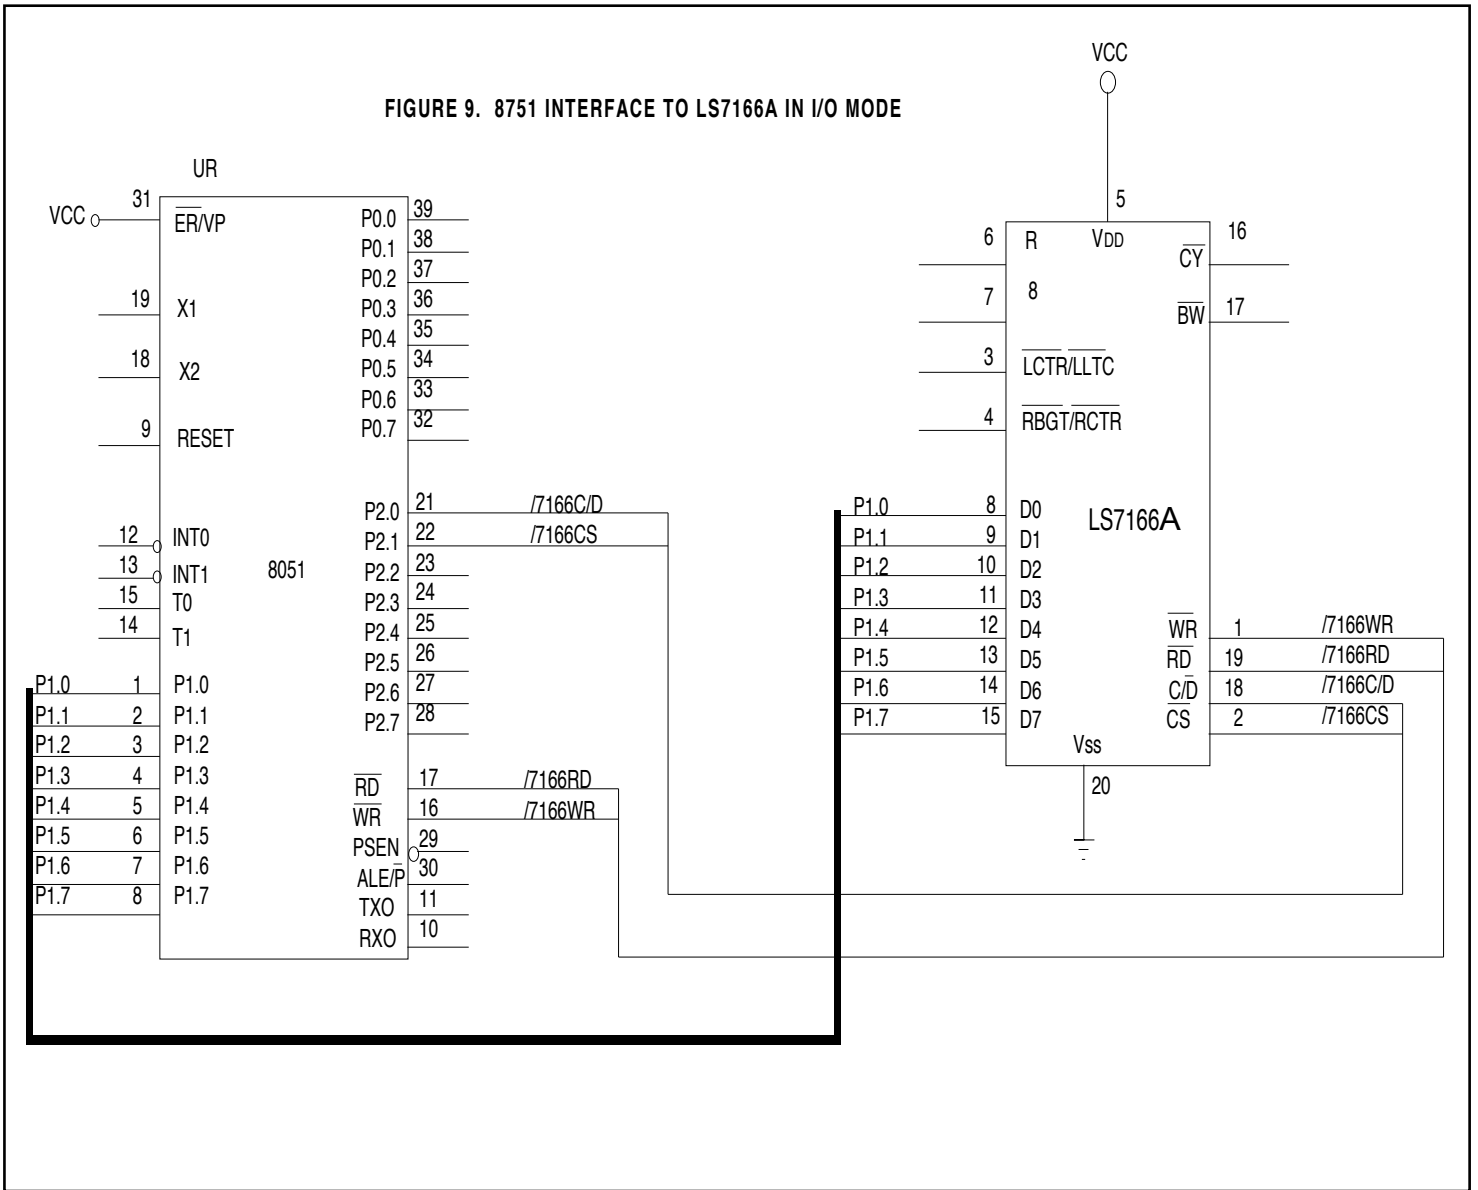 VCC
FIGURE 9. 8751 INTERFACE TO LS7166A IN I/O MODE
UR
31
VCC
ER/VP
19
X1
18
X2
9
RESET
12
INT0
13
INT1
15
T0
14
T1
8051
P1.0 1 P1.0
P1.1 2 P1.1
P1.2 3 P1.2
P1.3 4 P1.3
P1.4 5 P1.4
P1.5 6 P1.5
P1.6 7 P1.6
P1.7 8 P1.7
P0.0 39
P0.1 38
P0.2 37
P0.3 36
P0.4 35
P0.5 34
P0.6 33
P0.7 32
P2.0 21 /7166C/D
P2.1 22 /7166CS
P2.2 23
P2.3 24
P2.4 25
P2.5 26
P2.6 27
P2.7 28
RD 17 /7166RD
WR 16 /7166WR
PSEN 29
ALE/P 30
TXO 11
RXO 10
5
VDD
6 R
7 8
3 LCTR/LLTC
4 RBGT/RCTR
16
CY
17
BW
LS7166A
P1.0 8 D0
P1.1 9 D1
P1.2 10 D2
P1.3 11 D3
P1.4 12 D4
P1.5 13 D5
P1.6 14 D6
P1.7 15 D7
WR 1 /7166WR
RD 19 /7166RD
C/D 18 /7166C/D
CS 2 /7166CS
Vss
20